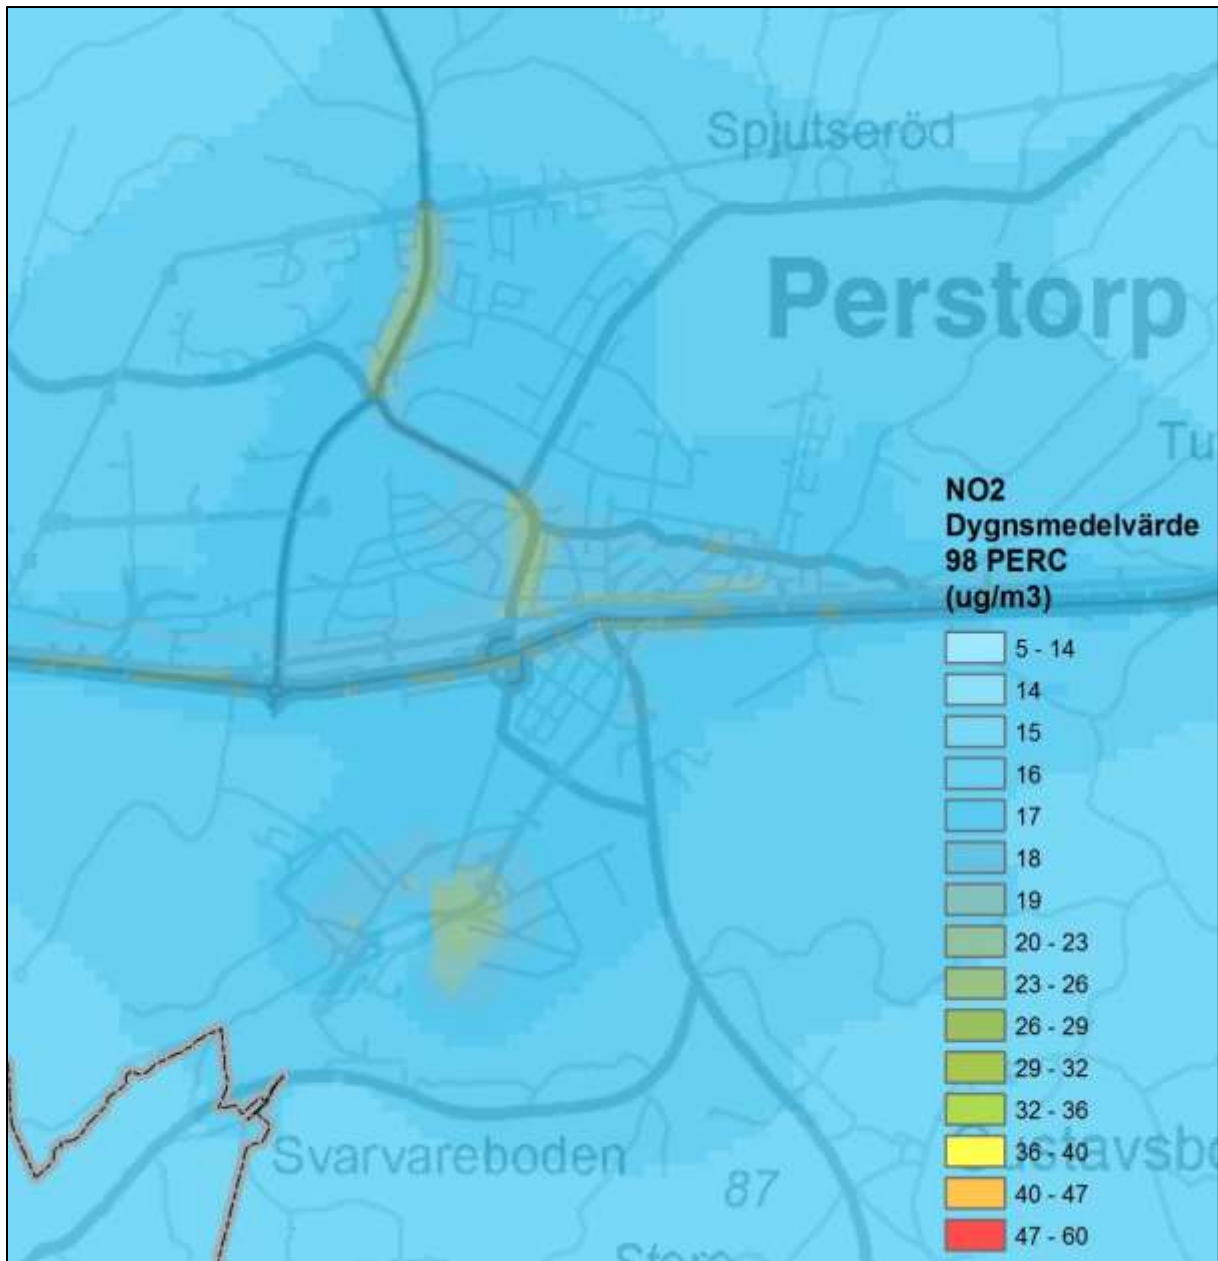 Spjutseröd
Perstorp
Tu
NO2
Dygnsmedelvärde
98 PERC
(ug/m3)
5 - 14
14
15
16
17
18
19
20 - 23
23 - 26
26 - 29
29 - 32
32 - 36
36 - 40
40 - 47
47 - 60
Svarvareboden
87